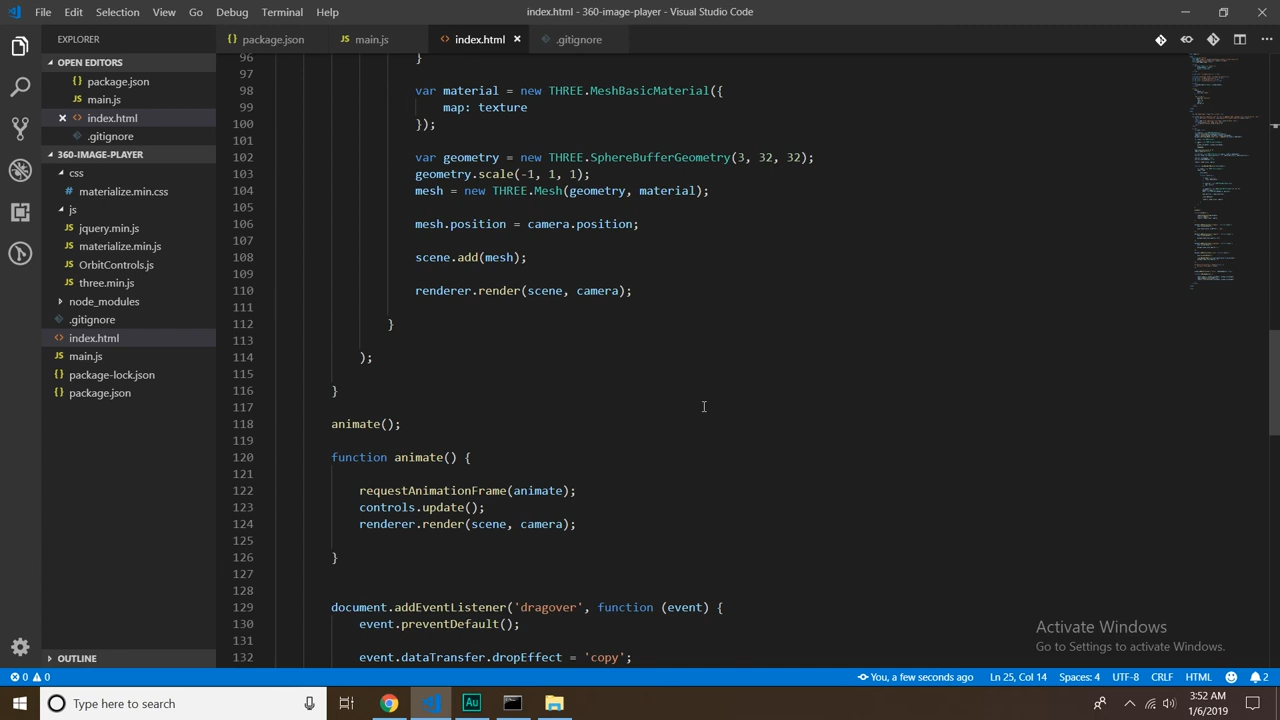 File Edit Selection View Go Debug Terminal Help
index.html - 360-image-player - Visual Studio Code
EXPLORER
package.json
main.js
index.html
.gitignore
OPEN EDITORS
package.json
main.js
index.html
.gitignore
360-IMAGE-PLAYER
css
materialize.min.css
js
jquery.min.js
materialize.min.js
OrbitControls.js
three.min.js
node_modules
.gitignore
index.html
main.js
package-lock.json
package.json
OUTLINE
96 }
97
98 var material = new THREE.MeshBasicMaterial({
99 map: texture
100 });
101
102 var geometry = new THREE.SphereBufferGeometry(3, 32, 32);
103 geometry.scale(-1, 1, 1);
104 mesh = new THREE.Mesh(geometry, material);
105
106 mesh.position = camera.position;
107
108 scene.add(mesh);
109
110 renderer.render(scene, camera);
111
112 }
113
114 );
115
116 }
117
118 animate();
119
120 function animate() {
121
122 requestAnimationFrame(animate);
123 controls.update();
124 renderer.render(scene, camera);
125
126 }
127
128
129 document.addEventListener('dragover', function (event) {
130 event.preventDefault();
131
132 event.dataTransfer.dropEffect = 'copy';
Activate Windows
Go to Settings to activate Windows.
0 0
You, a few seconds ago
Ln 25, Col 14
Spaces: 4
UTF-8
CRLF
HTML
2
Type here to search
Au
3:52 AM
1/6/2019